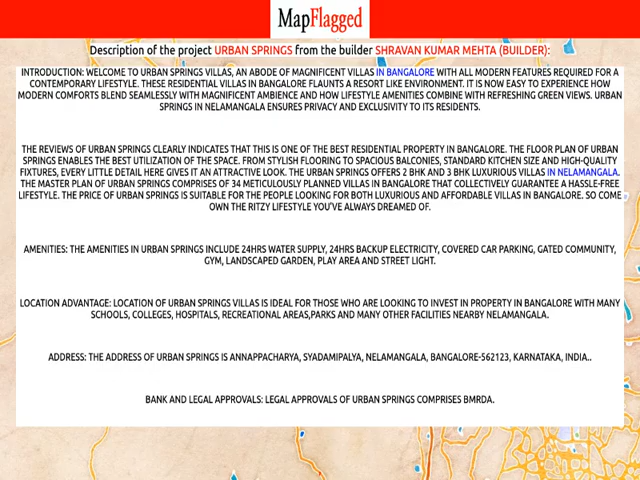 MapFlagged
Description of the project URBAN SPRINGS from the builder SHRAVAN KUMAR MEHTA (BUILDER):
INTRODUCTION: WELCOME TO URBAN SPRINGS VILLAS, AN ABODE OF MAGNIFICENT VILLAS IN BANGALORE WITH ALL MODERN FEATURES REQUIRED FOR A
CONTEMPORARY LIFESTYLE. THESE RESIDENTIAL VILLAS IN BANGALORE FLAUNTS A RESORT LIKE ENVIRONMENT. IT IS NOW EASY TO EXPERIENCE HOW
MODERN COMFORTS BLEND SEAMLESSLY WITH MAGNIFICENT AMBIENCE AND HOW LIFESTYLE AMENITIES COMBINE WITH REFRESHING GREEN VIEWS. URBAN
SPRINGS IN NELAMANGALA ENSURES PRIVACY AND EXCLUSIVITY TO ITS RESIDENTS.
THE REVIEWS OF URBAN SPRINGS CLEARLY INDICATES THAT THIS IS ONE OF THE BEST RESIDENTIAL PROPERTY IN BANGALORE. THE FLOOR PLAN OF URBAN
SPRINGS ENABLES THE BEST UTILIZATION OF THE SPACE. FROM STYLISH FLOORING TO SPACIOUS BALCONIES, STANDARD KITCHEN SIZE AND HIGH-QUALITY
FIXTURES, EVERY LITTLE DETAIL HERE GIVES IT AN ATTRACTIVE LOOK. THE URBAN SPRINGS OFFERS 2 BHK AND 3 BHK LUXURIOUS VILLAS IN NELAMANGALA.
THE MASTER PLAN OF URBAN SPRINGS COMPRISES OF 34 METICULOUSLY PLANNED VILLAS IN BANGALORE THAT COLLECTIVELY GUARANTEE A HASSLE-FREE
LIFESTYLE. THE PRICE OF URBAN SPRINGS IS SUITABLE FOR THE PEOPLE LOOKING FOR BOTH LUXURIOUS AND AFFORDABLE VILLAS IN BANGALORE. SO COME
OWN THE RITZY LIFESTYLE YOU'VE ALWAYS DREAMED OF.
AMENITIES: THE AMENITIES IN URBAN SPRINGS INCLUDE 24HRS WATER SUPPLY, 24HRS BACKUP ELECTRICITY, COVERED CAR PARKING, GATED COMMUNITY,
GYM, LANDSCAPED GARDEN, PLAY AREA AND STREET LIGHT.
LOCATION ADVANTAGE: LOCATION OF URBAN SPRINGS VILLAS IS IDEAL FOR THOSE WHO ARE LOOKING TO INVEST IN PROPERTY IN BANGALORE WITH MANY
SCHOOLS, COLLEGES, HOSPITALS, RECREATIONAL AREAS,PARKS AND MANY OTHER FACILITIES NEARBY NELAMANGALA.
ADDRESS: THE ADDRESS OF URBAN SPRINGS IS ANNAPPACHARYA, SYADAMIPALYA, NELAMANGALA, BANGALORE-562123, KARNATAKA, INDIA..
BANK AND LEGAL APPROVALS: LEGAL APPROVALS OF URBAN SPRINGS COMPRISES BMRDA.